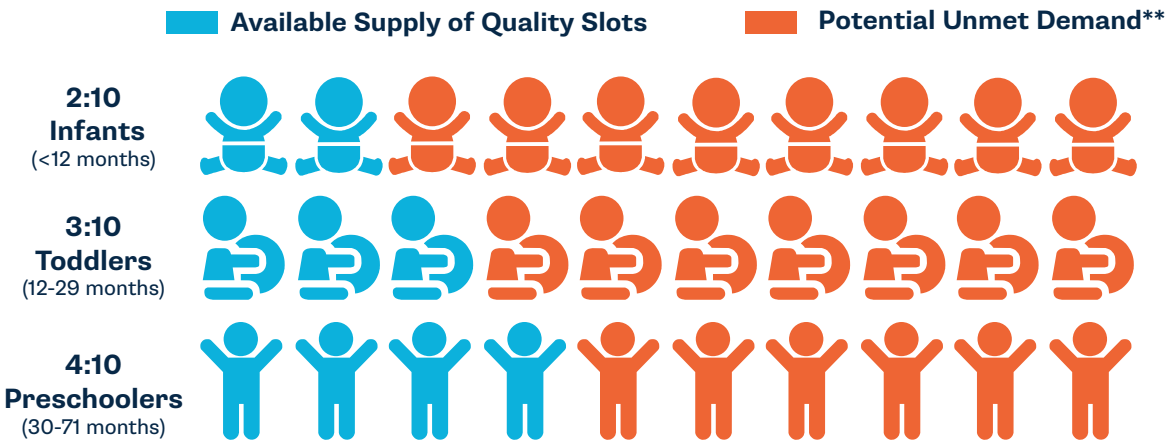 Available Supply of Quality Slots
Potential Unmet Demand**
2:10
Infants
(<12 months)
3:10
Toddlers
(12-29 months)
4:10
Preschoolers
(30-71 months)